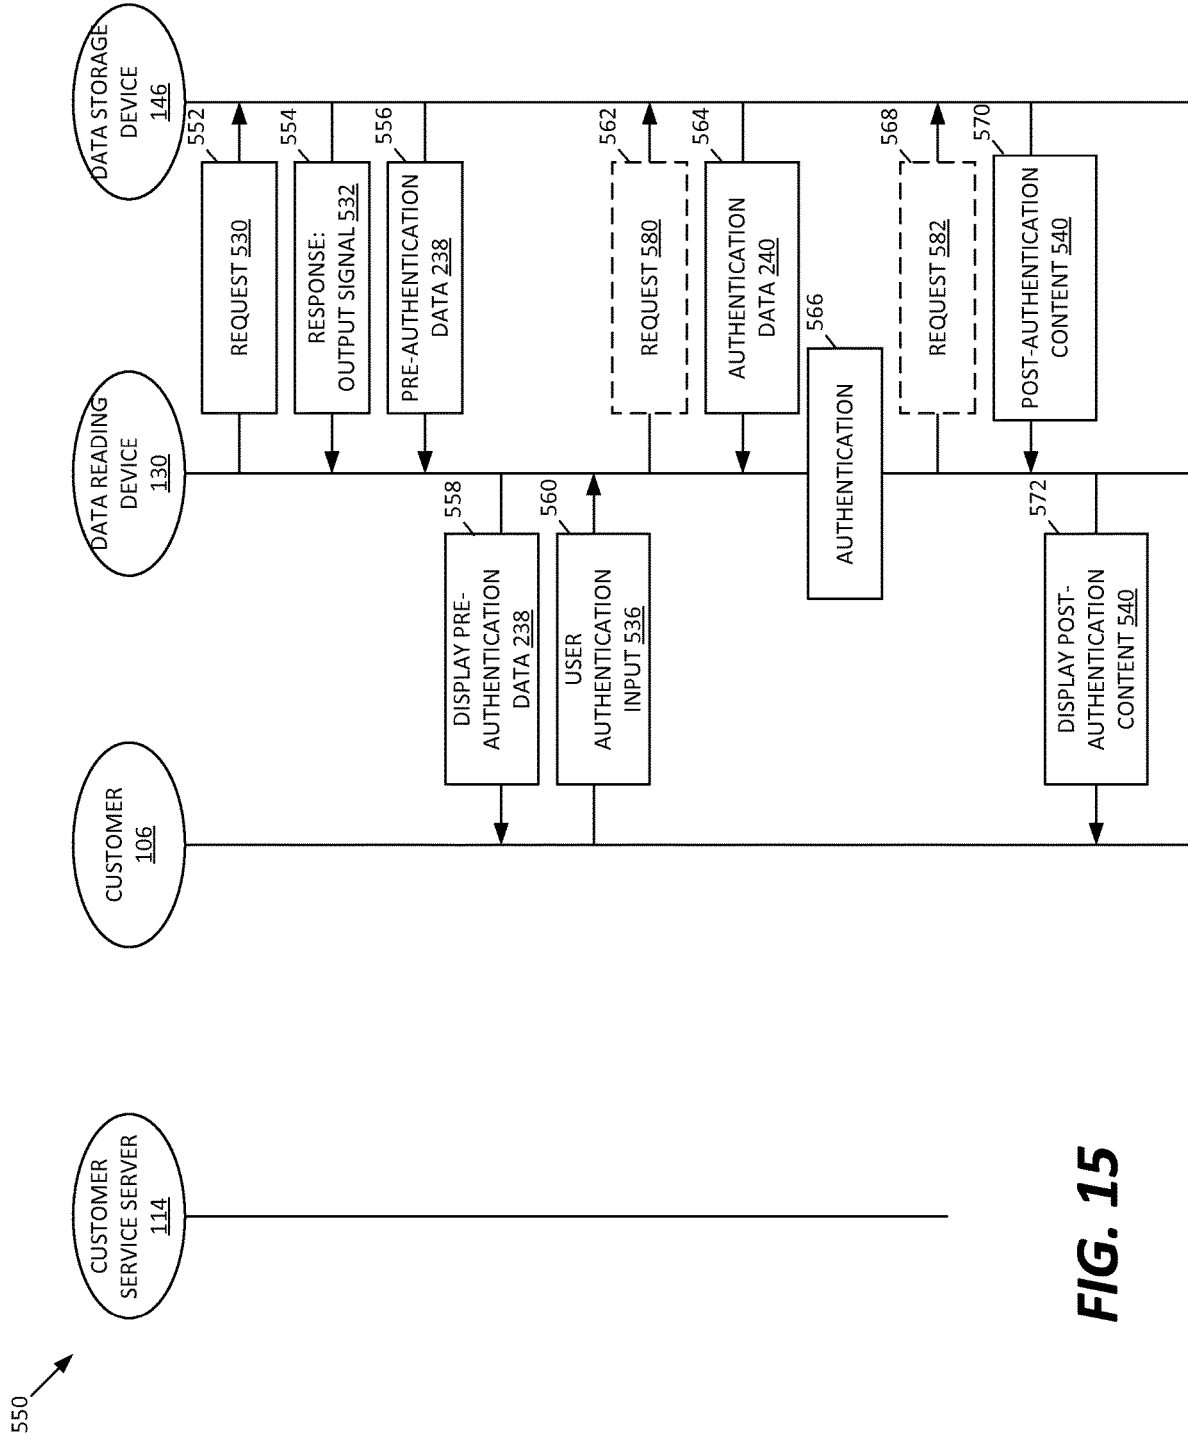 550
CUSTOMER
SERVICE SERVER
114
CUSTOMER
106
DATA READING
DEVICE
130
DATA STORAGE
DEVICE
146
552
REQUEST 530
554
RESPONSE:
OUTPUT SIGNAL 532
556
PRE-AUTHENTICATION
DATA 238
558
DISPLAY PRE-
AUTHENTICATION
DATA 238
560
USER
AUTHENTICATION
INPUT 536
562
REQUEST 580
564
AUTHENTICATION
DATA 240
566
AUTHENTICATION
568
REQUEST 582
570
POST-AUTHENTICATION
CONTENT 540
572
DISPLAY POST-
AUTHENTICATION
CONTENT 540
FIG. 15